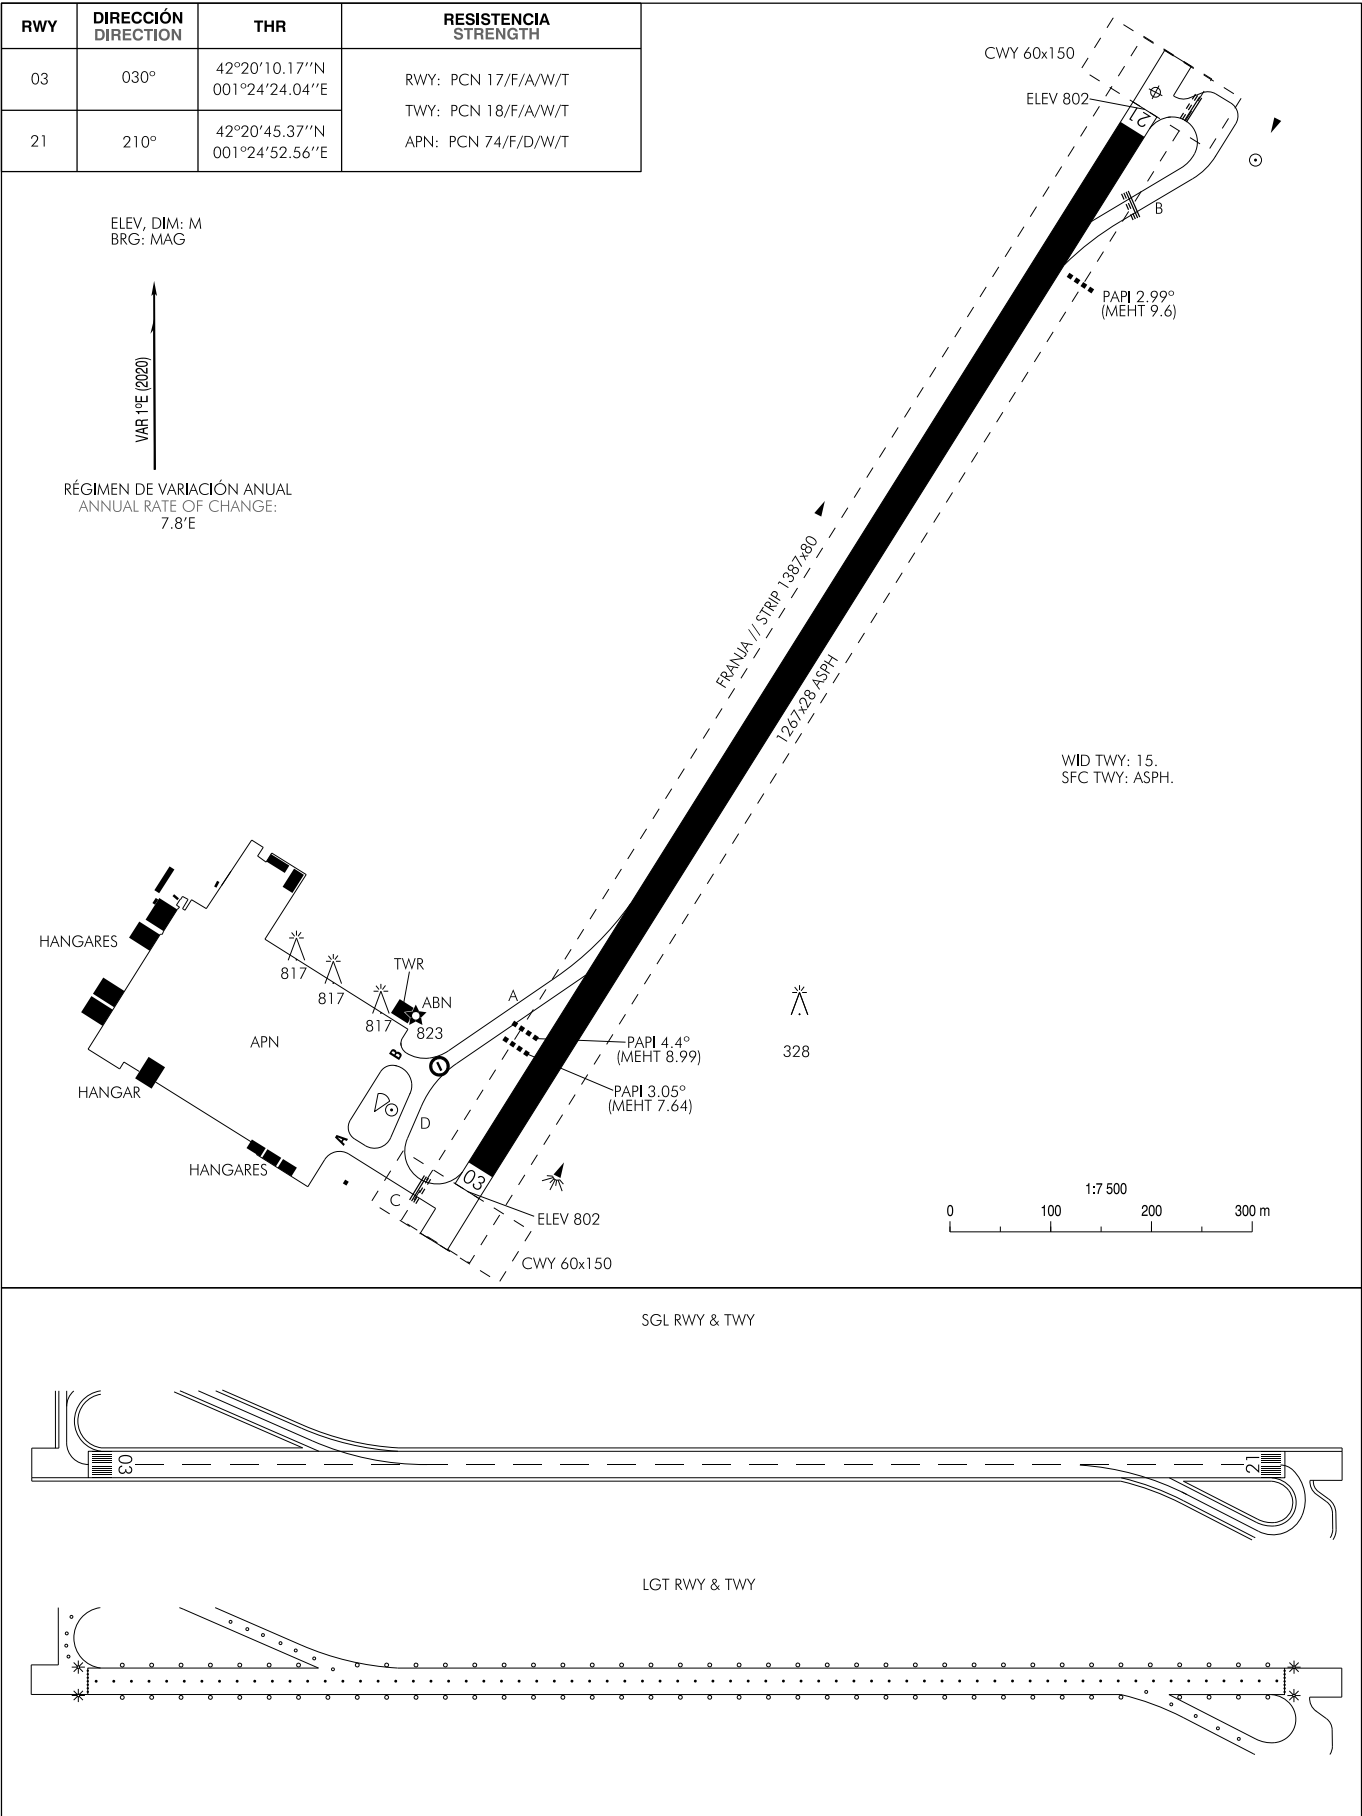 RWY
DIRECCIÓN
DIRECTION
THR
RESISTENCIA
STRENGTH
03
030°
42°20'10.17''N
001°24'24.04''E
21
210°
42°20'45.37''N
001°24'52.56''E
RWY: PCN 17/F/A/W/T
TWY: PCN 18/F/A/W/T
APN: PCN 74/F/D/W/T
CWY 60x150
ELEV 802
21
B
ELEV, DIM: M
BRG: MAG
VAR 1ºE (2020)
RÉGIMEN DE VARIACIÓN ANUAL
ANNUAL RATE OF CHANGE:
7.8'E
PAPI 2.99°
(MEHT 9.6)
FRANJA // STRIP 1387x80
1267x28 ASPH
WID TWY: 15.
SFC TWY: ASPH.
HANGARES
817
817
817
TWR
ABN
823
A
APN
B
PAPI 4.4°
(MEHT 8.99)
328
HANGAR
PAPI 3.05°
(MEHT 7.64)
D
A
HANGARES
C
03
ELEV 802
CWY 60x150
1:7 500
0 100 200 300 m
SGL RWY & TWY
03
21
LGT RWY & TWY